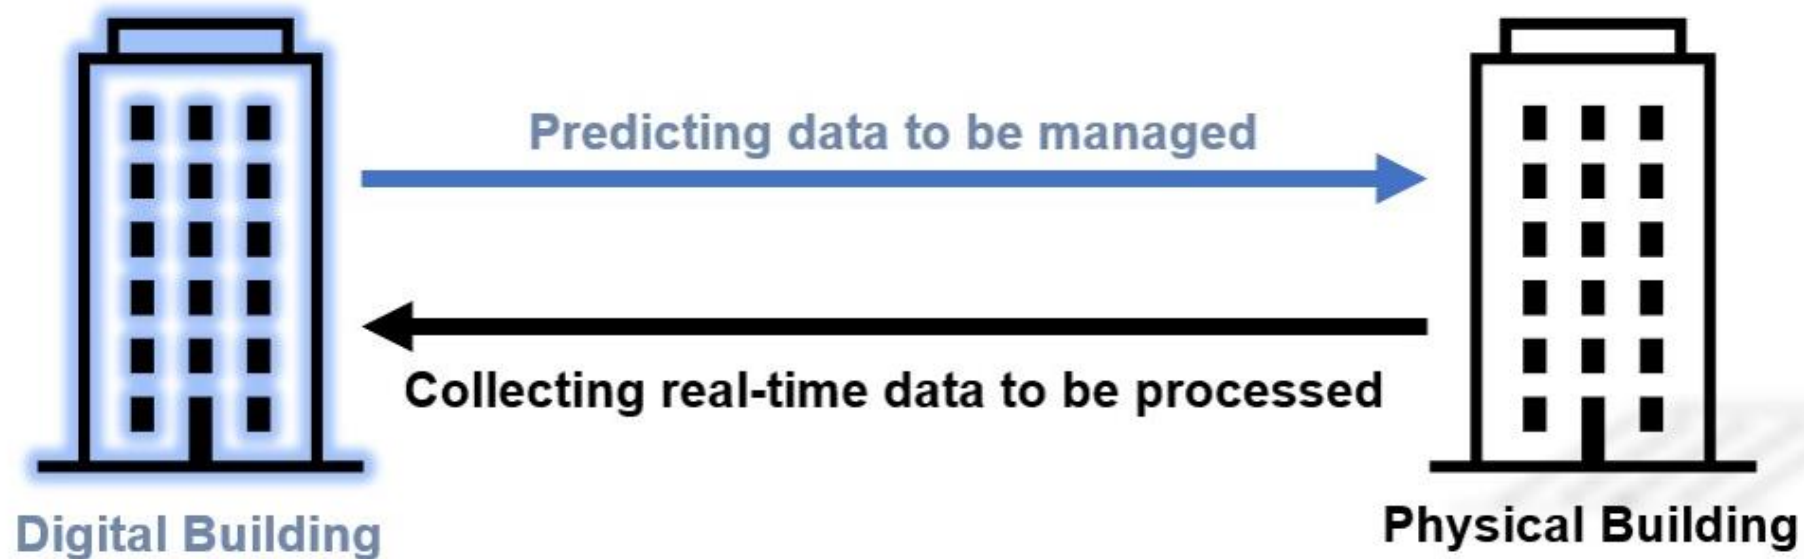 Predicting data to be managed
Collecting real-time data to be processed
Digital Building
Physical Building